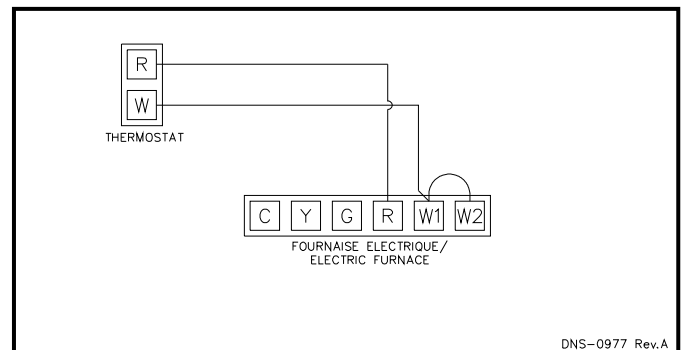 R
W
THERMOSTAT
C Y G R W1 W2
FOURNAISE ELECTRIQUE/
ELECTRIC FURNACE
DNS-0977 Rev.A